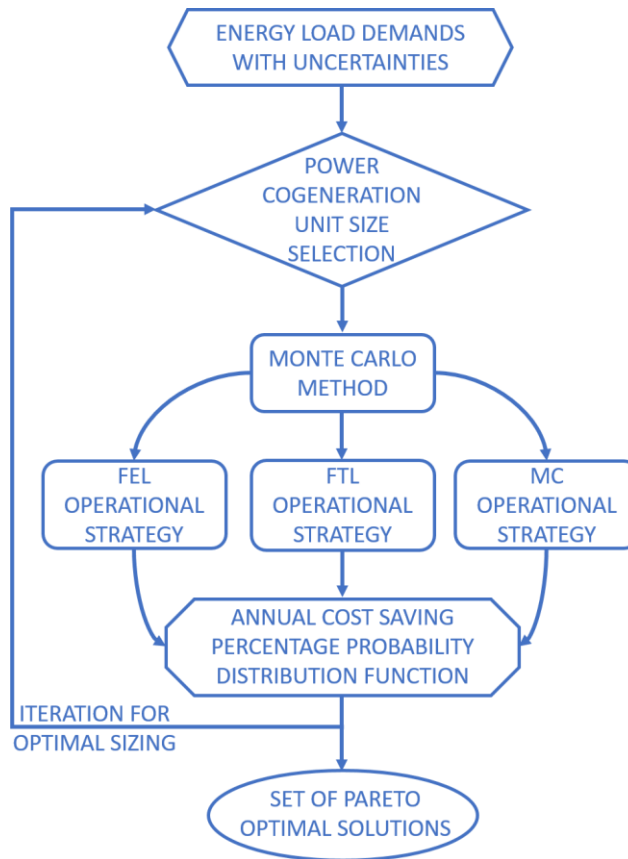 ENERGY LOAD DEMANDS
WITH UNCERTAINTIES
POWER
COGENERATION
UNIT SIZE
SELECTION
MONTE CARLO
METHOD
FEL
OPERATIONAL
STRATEGY
FTL
OPERATIONAL
STRATEGY
MC
OPERATIONAL
STRATEGY
ANNUAL COST SAVING
PERCENTAGE PROBABILITY
DISTRIBUTION FUNCTION
ITERATION FOR
OPTIMAL SIZING
SET OF PARETO
OPTIMAL SOLUTIONS